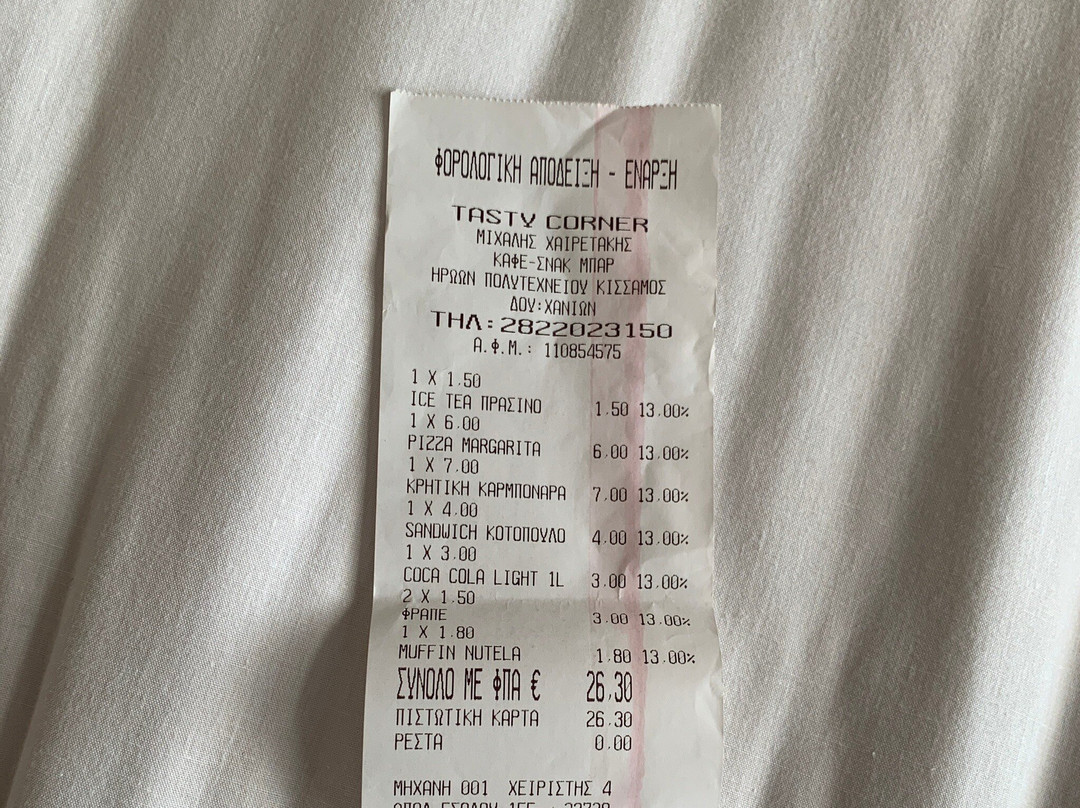 ΦΟΡΟΛΟΓΙΚΗ ΑΠΟΔΕΙΞΗ - ΕΝΑΡΞΗ
TASTY CORNER
ΜΙΧΑΛΗΣ ΧΑΙΡΕΤΑΚΗΣ
ΚΑΦΕ-ΣΝΑΚ ΜΠΑΡ
ΗΡΩΩΝ ΠΟΛΥΤΕΧΝΕΙΟΥ ΚΙΣΣΑΜΟΣ
ΔΟΥ:ΧΑΝΙΩΝ
ΤΗΛ:2822023150
Α.Φ.Μ.: 110854575
1 X 1.50
ICE TEA ΠΡΑΣΙΝΟ 1.50 13.00%
1 X 6.00
PIZZA MARGARITA 6.00 13.00%
1 X 7.00
ΚΡΗΤΙΚΗ ΚΑΡΜΠΟΝΑΡΑ 7.00 13.00%
1 X 4.00
SANDWICH ΚΟΤΟΠΟΥΛΟ 4.00 13.00%
1 X 3.00
COCA COLA LIGHT 1L 3.00 13.00%
2 X 1.50
ΦΡΑΠΕ 3.00 13.00%
1 X 1.80
MUFFIN NUTELA 1.80 13.00%
ΣΥΝΟΛΟ ΜΕ ΦΠΑ € 26.30
ΠΙΣΤΩΤΙΚΗ ΚΑΡΤΑ 26.30
ΡΕΣΤΑ 0.00
ΜΗΧΑΝΗ 001 ΧΕΙΡΙΣΤΗΣ 4